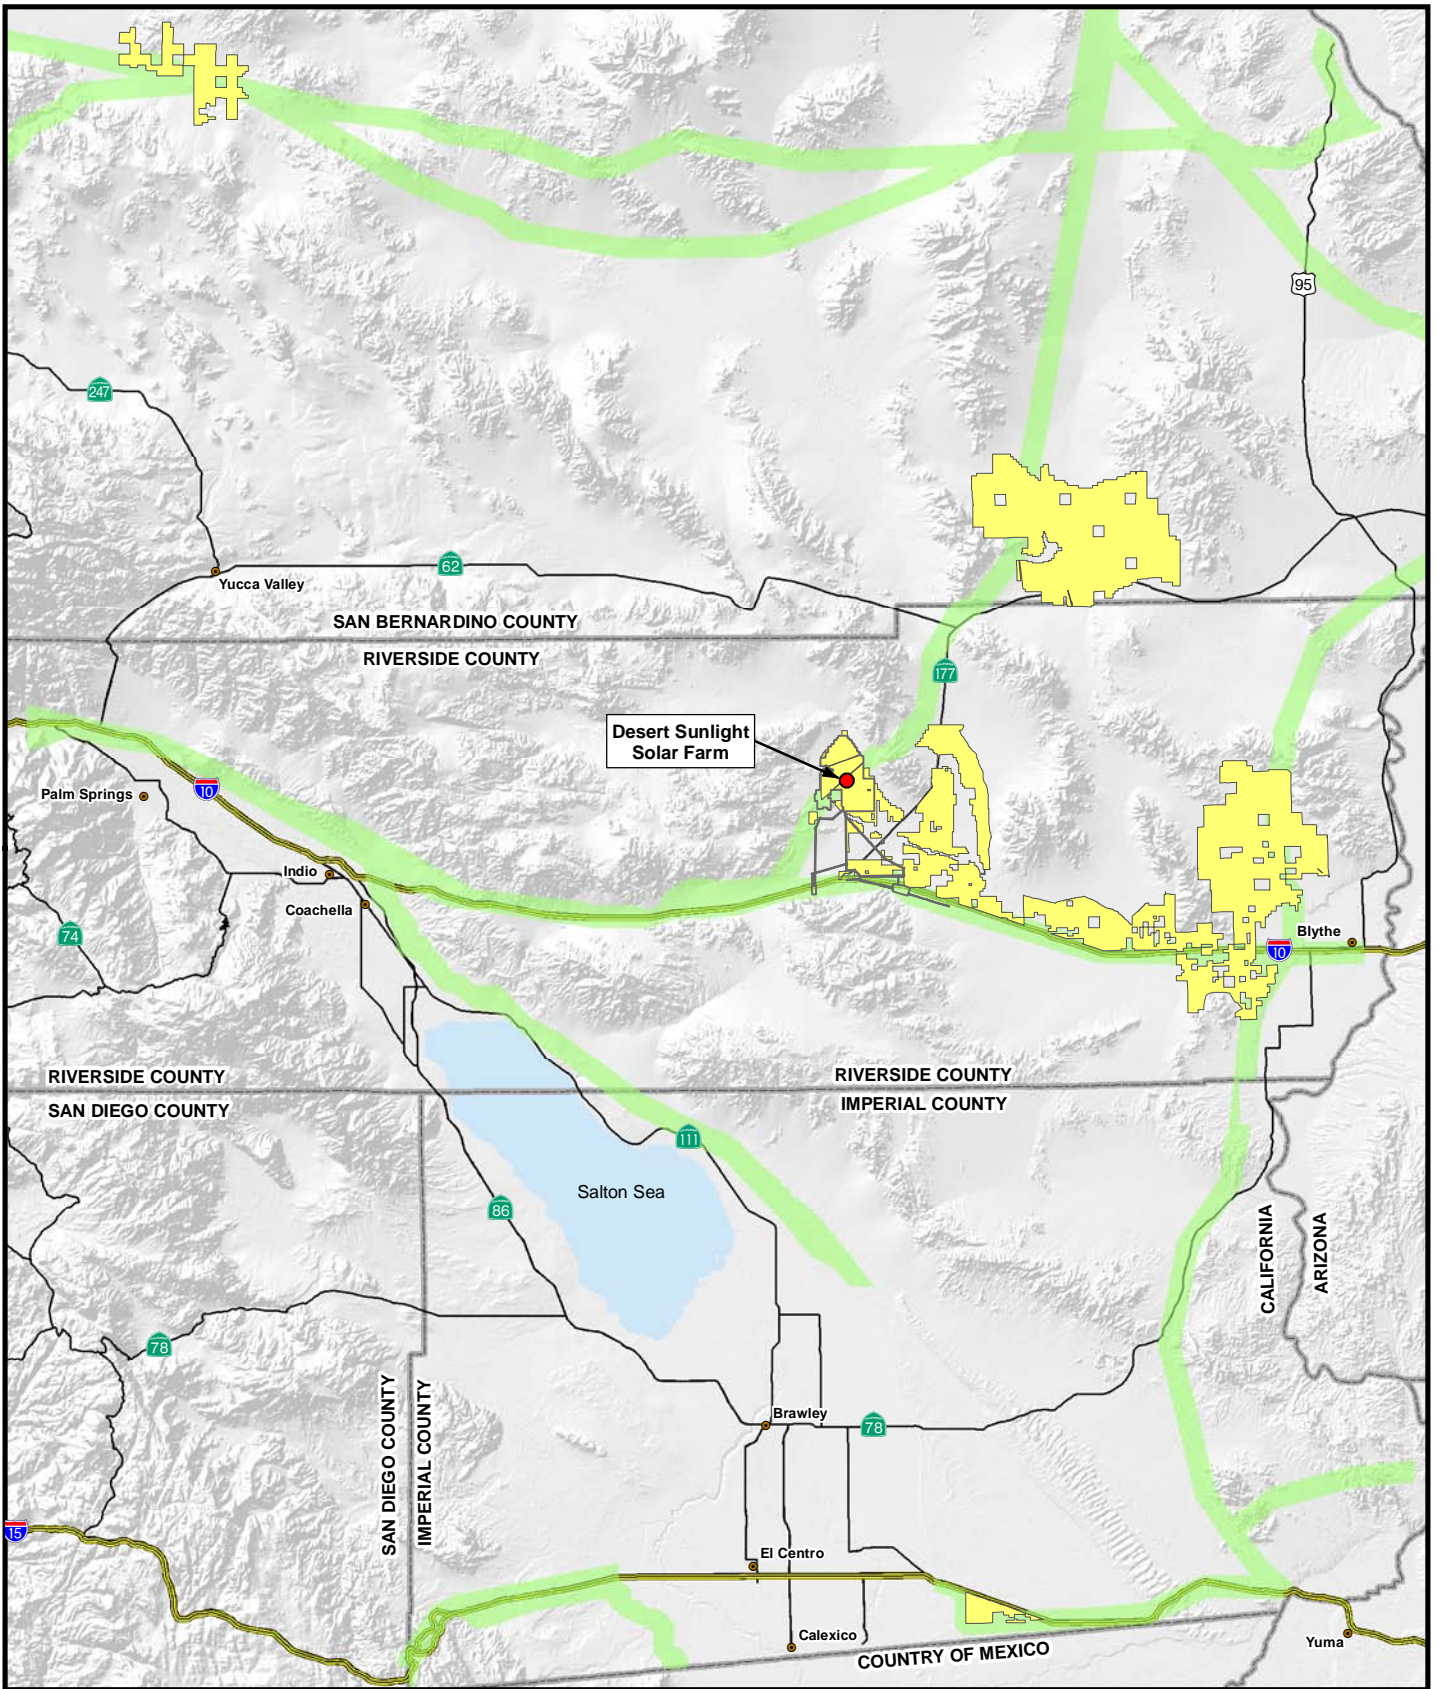 95
247
62
Yucca Valley
SAN BERNARDINO COUNTY
RIVERSIDE COUNTY
177
Desert Sunlight
Solar Farm
Palm Springs
10
Indio
Coachella
74
Blythe
10
RIVERSIDE COUNTY
SAN DIEGO COUNTY
RIVERSIDE COUNTY
IMPERIAL COUNTY
111
Salton Sea
86
CALIFORNIA
ARIZONA
78
SAN DIEGO COUNTY
IMPERIAL COUNTY
Brawley
78
15
El Centro
Calexico
COUNTRY OF MEXICO
Yuma